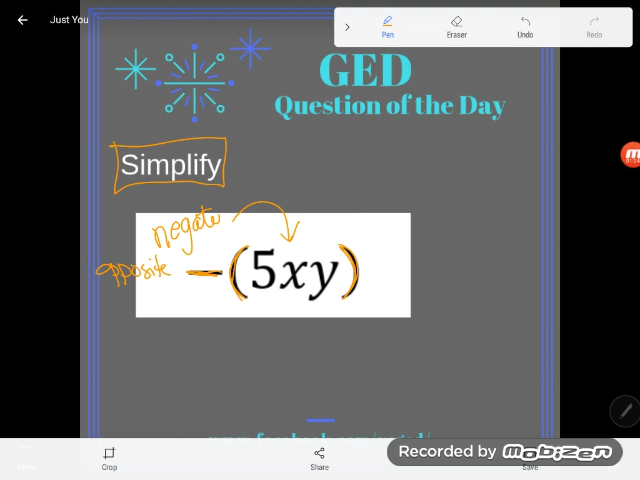 Just You
Pen
Eraser
Undo
Redo
GED
Question of the Day
Simplify
negate
opposite
-(5xy)
Crop
Share
Save
Recorded by mobizen